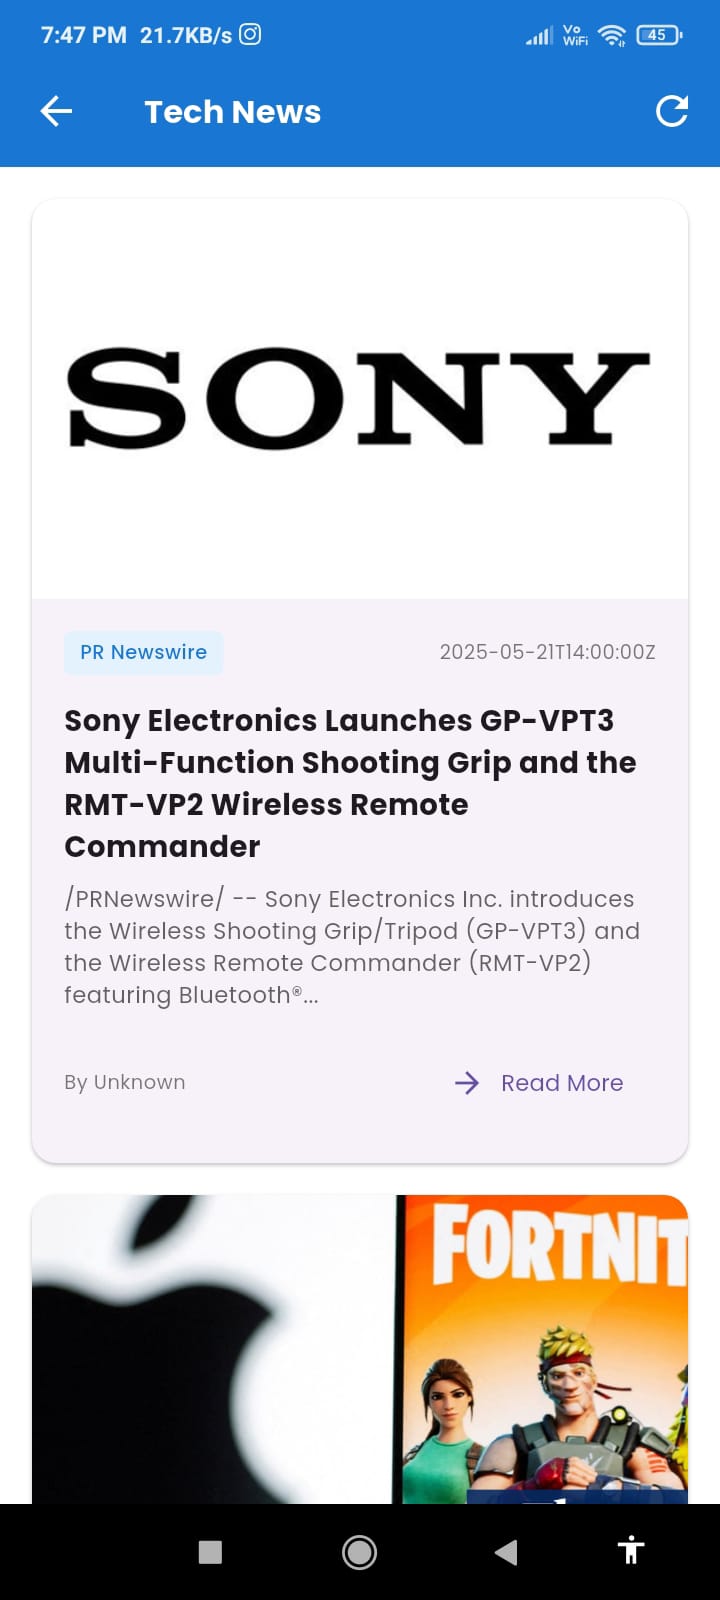 7:47 PM 21.7KB/s Vo WiFi 45
Tech News
SONY
PR Newswire 2025-05-21T14:00:00Z
Sony Electronics Launches GP-VPT3
Multi-Function Shooting Grip and the
RMT-VP2 Wireless Remote
Commander
/PRNewswire/ -- Sony Electronics Inc. introduces
the Wireless Shooting Grip/Tripod (GP-VPT3) and
the Wireless Remote Commander (RMT-VP2)
featuring Bluetooth®...
By Unknown Read More
FORTNIT